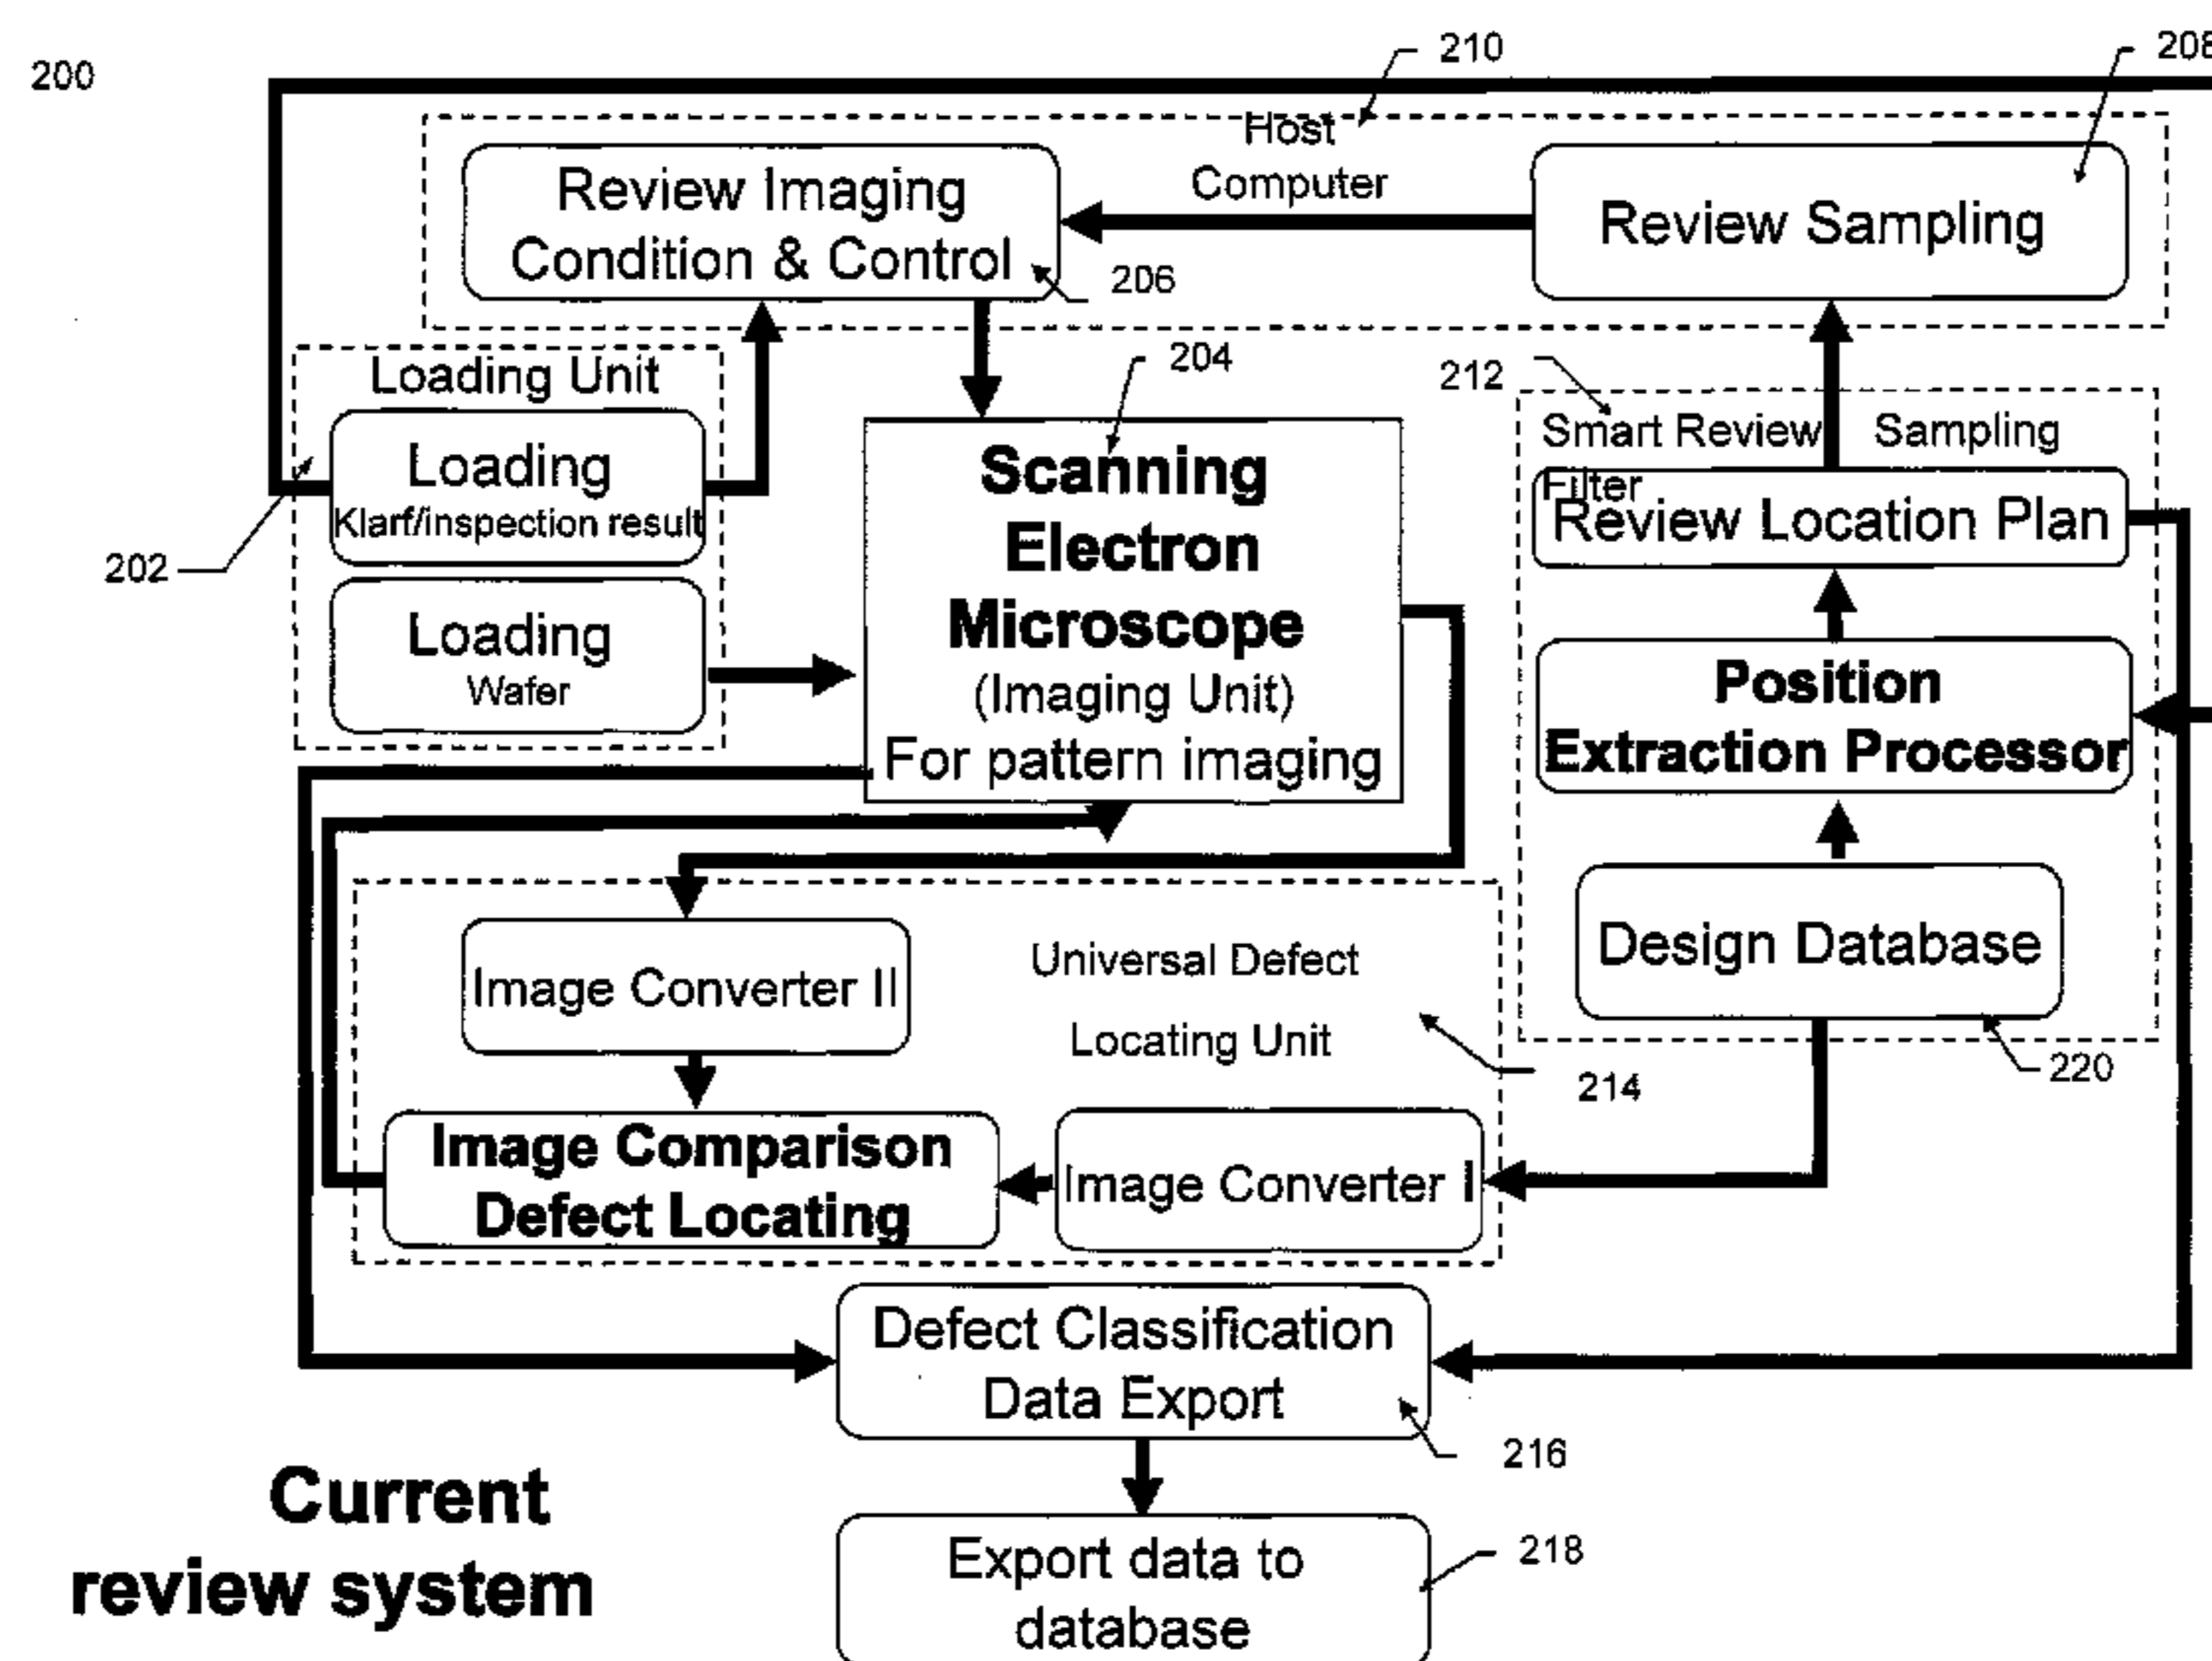 200
210
208
Host
Computer
Review Imaging
Condition & Control
206
Review Sampling
Loading Unit
204
212
Smart Review Sampling
Filter
Loading
Klarf/inspection result
202
Loading
Wafer
Scanning
Electron
Microscope
(Imaging Unit)
For pattern imaging
Review Location Plan
Position
Extraction Processor
Design Database
220
Image Converter II
Universal Defect
Locating Unit
214
Image Comparison
Defect Locating
Image Converter I
Defect Classification
Data Export
216
Current
review system
Export data to
database
218